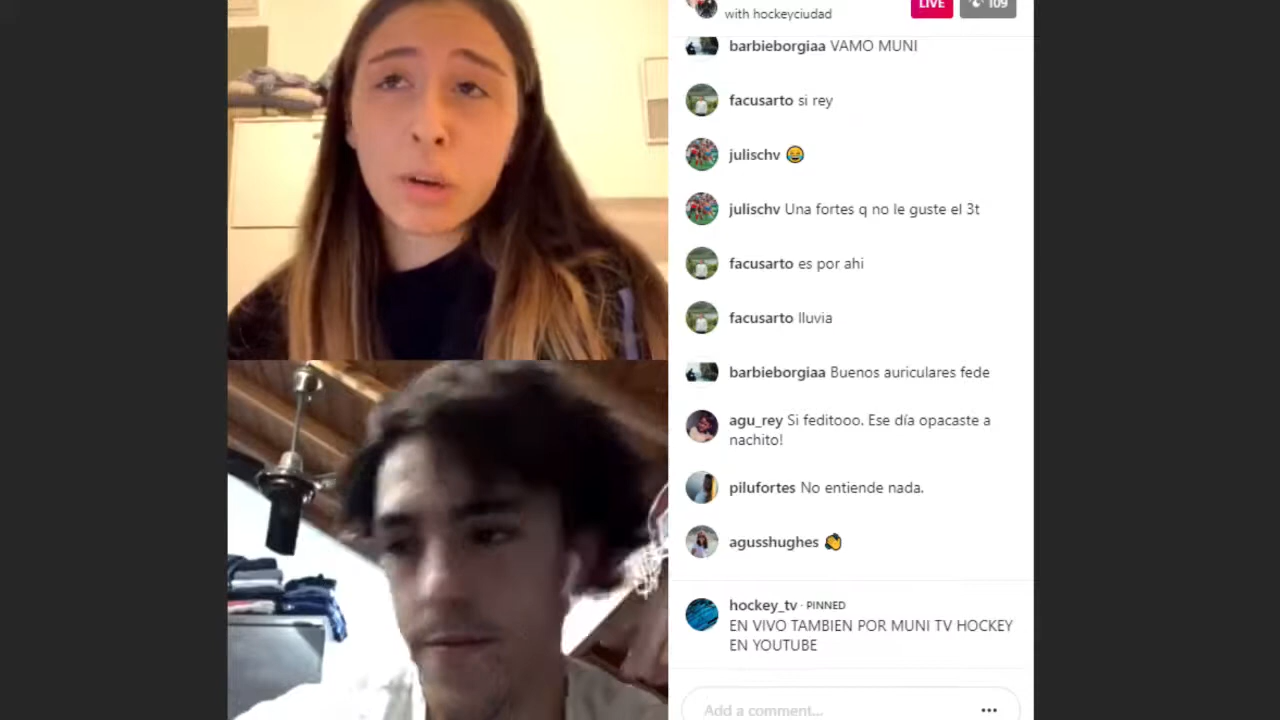 with hockeyciudad
LIVE
109
barbieborgiaa VAMO MUNI
facusarto si rey
julischv 😂
julischv Una fortes q no le guste el 3t
facusarto es por ahi
facusarto lluvia
barbieborgiaa Buenos auriculares fede
agu_rey Si feditooo. Ese día opacaste a
nachito!
pilufortes No entiende nada.
agusshughes 👏
hockey_tv · PINNED
EN VIVO TAMBIEN POR MUNI TV HOCKEY
EN YOUTUBE
Add a comment...